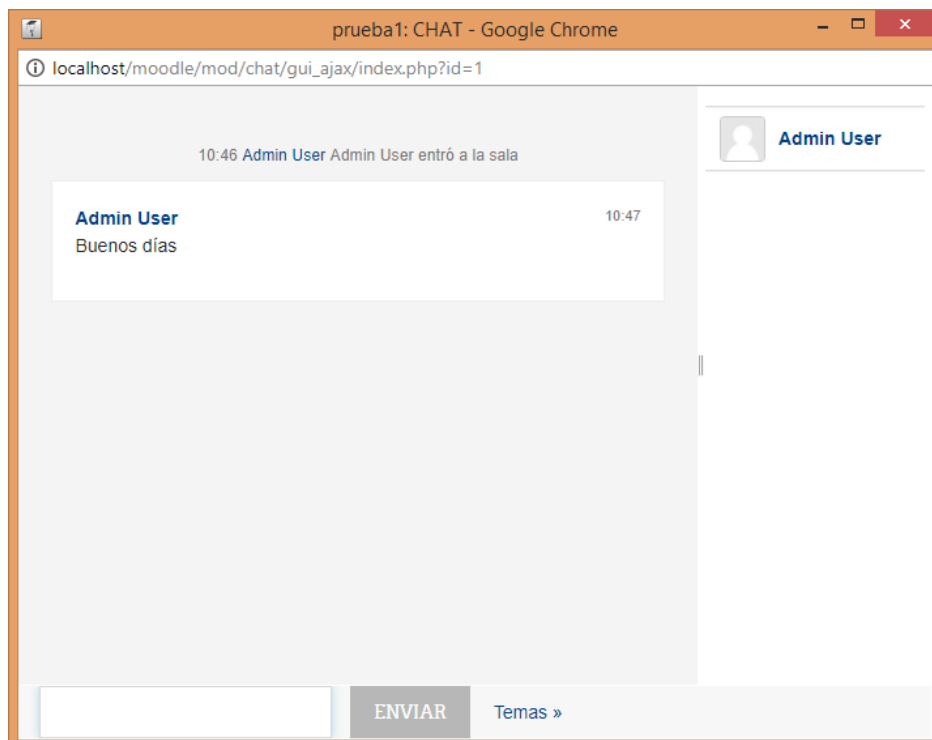 prueba1: CHAT - Google Chrome
localhost/moodle/mod/chat/gui_ajax/index.php?id=1
10:46 Admin User Admin User entró a la sala
Admin User
10:47
Buenos días
Admin User
ENVIAR
Temas »